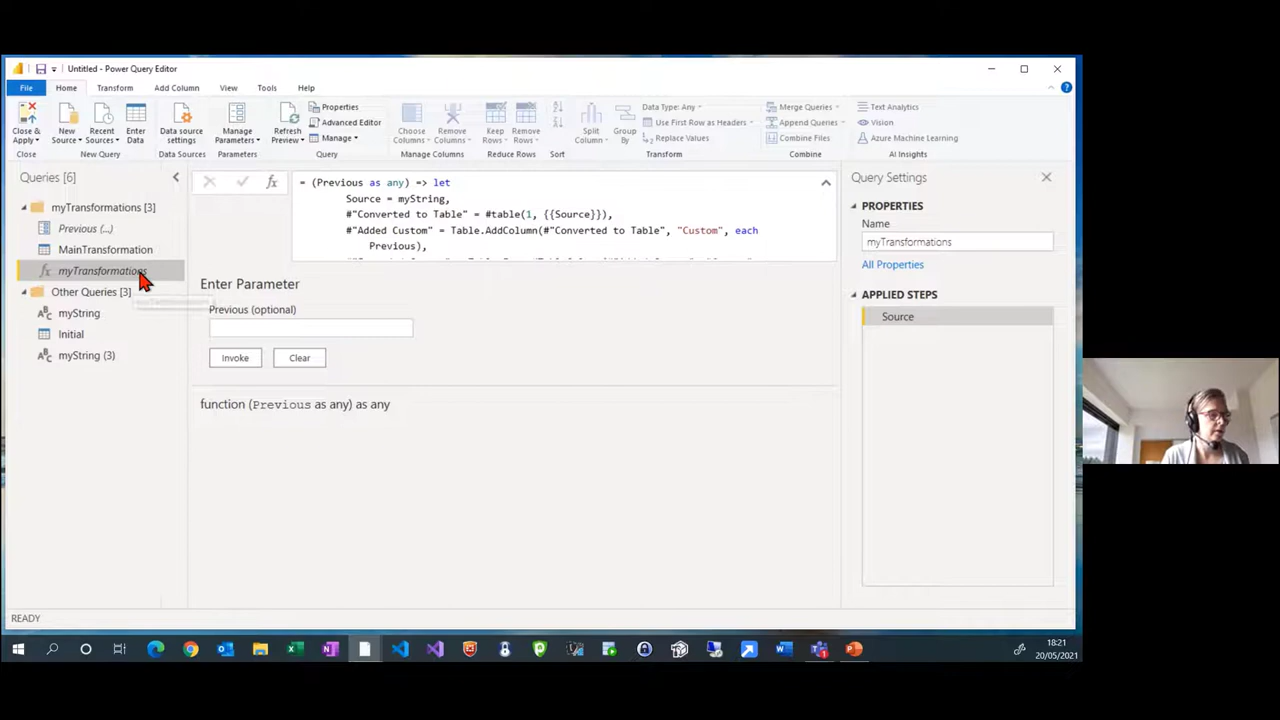 Untitled - Power Query Editor
File Home Transform Add Column View Tools Help
Close & Apply
New Source
Recent Sources
Enter Data
Data source settings
Manage Parameters
Refresh Preview
Properties
Advanced Editor
Manage
Choose Columns
Remove Columns
Keep Rows
Remove Rows
Split Column
Group By
Data Type: Any
Use First Row as Headers
Replace Values
Merge Queries
Append Queries
Combine Files
Text Analytics
Vision
Azure Machine Learning
Close New Query Data Sources Parameters Query Manage Columns Reduce Rows Sort Transform Combine AI Insights
Queries [6]
myTransformations [3]
Previous (...)
MainTransformation
myTransformations
Other Queries [3]
myString
Initial
myString (3)
= (Previous as any) => let
Source = myString,
#"Converted to Table" = #table(1, {{Source}}),
#"Added Custom" = Table.AddColumn(#"Converted to Table", "Custom", each
Previous),
Enter Parameter
Previous (optional)
Invoke Clear
function (Previous as any) as any
Query Settings
PROPERTIES
Name
myTransformations
All Properties
APPLIED STEPS
Source
READY
18:21
20/05/2021